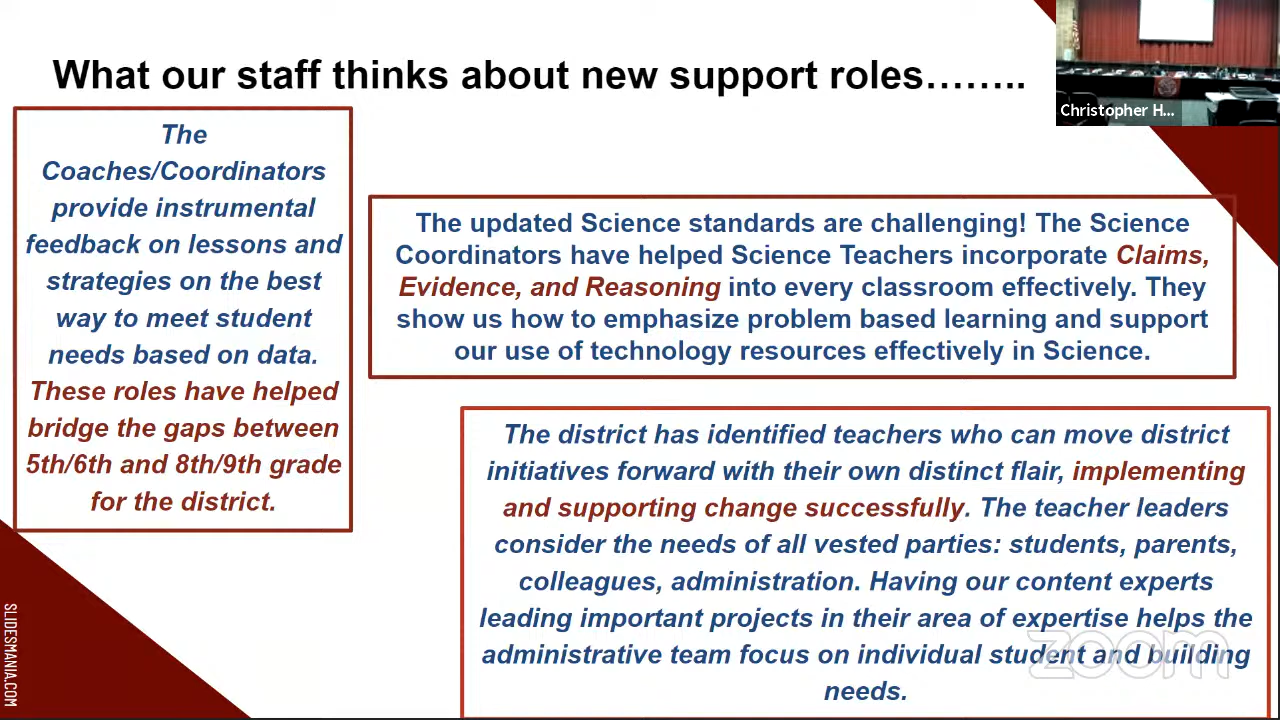 What our staff thinks about new support roles……..
Christopher H...
The
Coaches/Coordinators
provide instrumental
feedback on lessons and
strategies on the best
way to meet student
needs based on data.
These roles have helped
bridge the gaps between
5th/6th and 8th/9th grade
for the district.
The updated Science standards are challenging! The Science
Coordinators have helped Science Teachers incorporate Claims,
Evidence, and Reasoning into every classroom effectively. They
show us how to emphasize problem based learning and support
our use of technology resources effectively in Science.
The district has identified teachers who can move district
initiatives forward with their own distinct flair, implementing
and supporting change successfully. The teacher leaders
consider the needs of all vested parties: students, parents,
colleagues, administration. Having our content experts
leading important projects in their area of expertise helps the
administrative team focus on individual student and building
needs.
zoom
SLIDESMANIA.COM